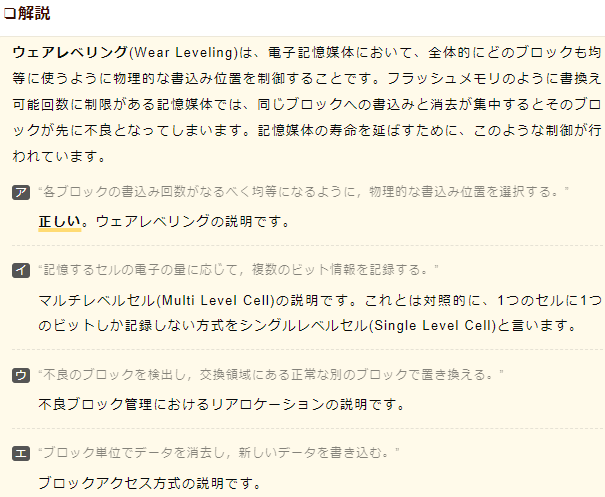 ❏解説
ウェアレベリング(Wear Leveling)は、電子記憶媒体において、全体的にどのブロックも均
等に使うように物理的な書込み位置を制御することです。フラッシュメモリのように書換え
可能回数に制限がある記憶媒体では、同じブロックへの書込みと消去が集中するとそのブロ
ックが先に不良となってしまいます。記憶媒体の寿命を延ばすために、このような制御が行
われています。
ア “各ブロックの書込み回数がなるべく均等になるように，物理的な書込み位置を選択する。”
正しい。ウェアレベリングの説明です。
イ “記憶するセルの電子の量に応じて，複数のビット情報を記録する。”
マルチレベルセル(Multi Level Cell)の説明です。これとは対照的に、1つのセルに1つ
のビットしか記録しない方式をシングルレベルセル(Single Level Cell)と言います。
ウ “不良のブロックを検出し，交換領域にある正常な別のブロックで置き換える。”
不良ブロック管理におけるリアロケーションの説明です。
エ “ブロック単位でデータを消去し，新しいデータを書き込む。”
ブロックアクセス方式の説明です。